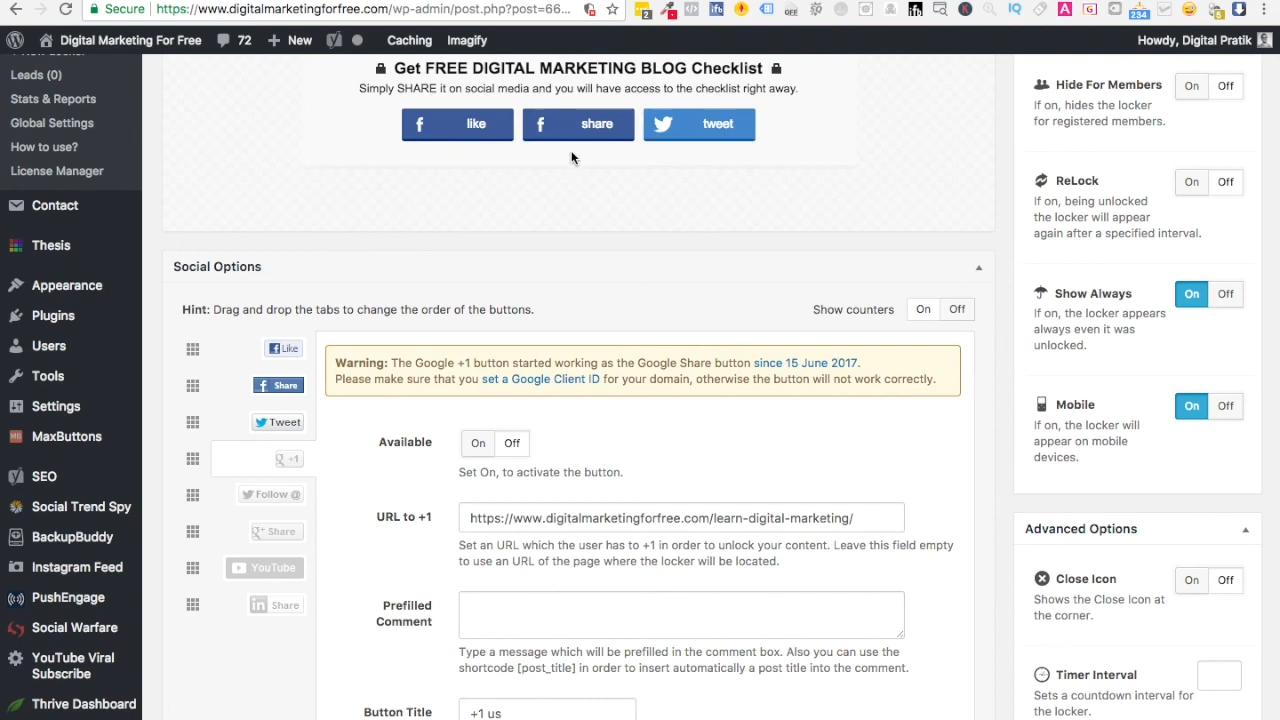 Secure
https://www.digitalmarketingforfree.com/wp-admin/post.php?post=66...
Digital Marketing For Free
72
New
Caching
Imagify
Howdy, Digital Pratik
Leads (0)
Stats & Reports
Global Settings
How to use?
License Manager
Contact
Thesis
Appearance
Plugins
Users
Tools
Settings
MaxButtons
SEO
Social Trend Spy
BackupBuddy
Instagram Feed
PushEngage
Social Warfare
YouTube Viral
Subscribe
Thrive Dashboard
Get FREE DIGITAL MARKETING BLOG Checklist
Simply SHARE it on social media and you will have access to the checklist right away.
like
share
tweet
Social Options
Hint: Drag and drop the tabs to change the order of the buttons.
Show counters
On Off
Like
Share
Tweet
+1
Follow @
Share
YouTube
Share
Warning: The Google +1 button started working as the Google Share button since 15 June 2017.
Please make sure that you set a Google Client ID for your domain, otherwise the button will not work correctly.
Available
On Off
Set On, to activate the button.
URL to +1
https://www.digitalmarketingforfree.com/learn-digital-marketing/
Set an URL which the user has to +1 in order to unlock your content. Leave this field empty
to use an URL of the page where the locker will be located.
Prefilled
Comment
Type a message which will be prefilled in the comment box. Also you can use the
shortcode [post_title] in order to insert automatically a post title into the comment.
Button Title
+1 us
Hide For Members
On Off
If on, hides the locker
for registered members.
ReLock
On Off
If on, being unlocked
the locker will appear
again after a specified interval.
Show Always
On Off
If on, the locker appears
always even it was
unlocked.
Mobile
On Off
If on, the locker will
appear on mobile
devices.
Advanced Options
Close Icon
On Off
Shows the Close Icon at
the corner.
Timer Interval
Sets a countdown interval for
the locker.